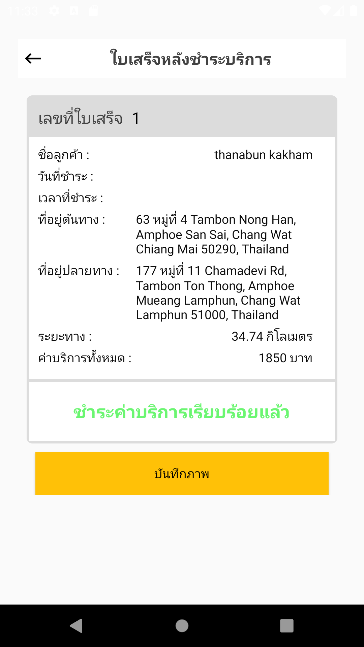 ใบเสร็จหลังชำระบริการ
เลขที่ใบเสร็จ 1
ชื่อลูกค้า : thanabun kakham
วันที่ชำระ :
เวลาที่ชำระ :
ที่อยู่ต้นทาง : 63 หมู่ที่ 4 Tambon Nong Han,
Amphoe San Sai, Chang Wat
Chiang Mai 50290, Thailand
ที่อยู่ปลายทาง : 177 หมู่ที่ 11 Chamadevi Rd,
Tambon Ton Thong, Amphoe
Mueang Lamphun, Chang Wat
Lamphun 51000, Thailand
ระยะทาง : 34.74 กิโลเมตร
ค่าบริการทั้งหมด : 1850 บาท
ชำระค่าบริการเรียบร้อยแล้ว
บันทึกภาพ